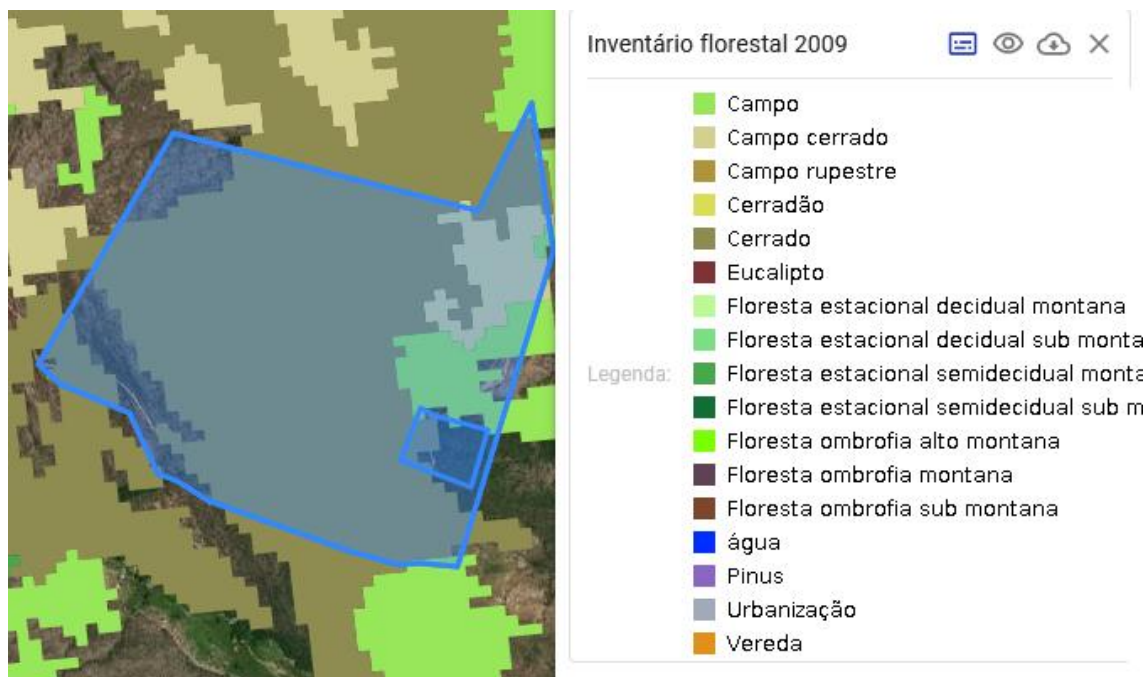 Inventário florestal 2009
Campo
Campo cerrado
Campo rupestre
Cerradão
Cerrado
Eucalipto
Floresta estacional decidual montana
Floresta estacional decidual sub monta
Legenda:
Floresta estacional semidecidual monta
Floresta estacional semidecidual sub m
Floresta ombrofia alto montana
Floresta ombrofia montana
Floresta ombrofia sub montana
água
Pinus
Urbanização
Vereda